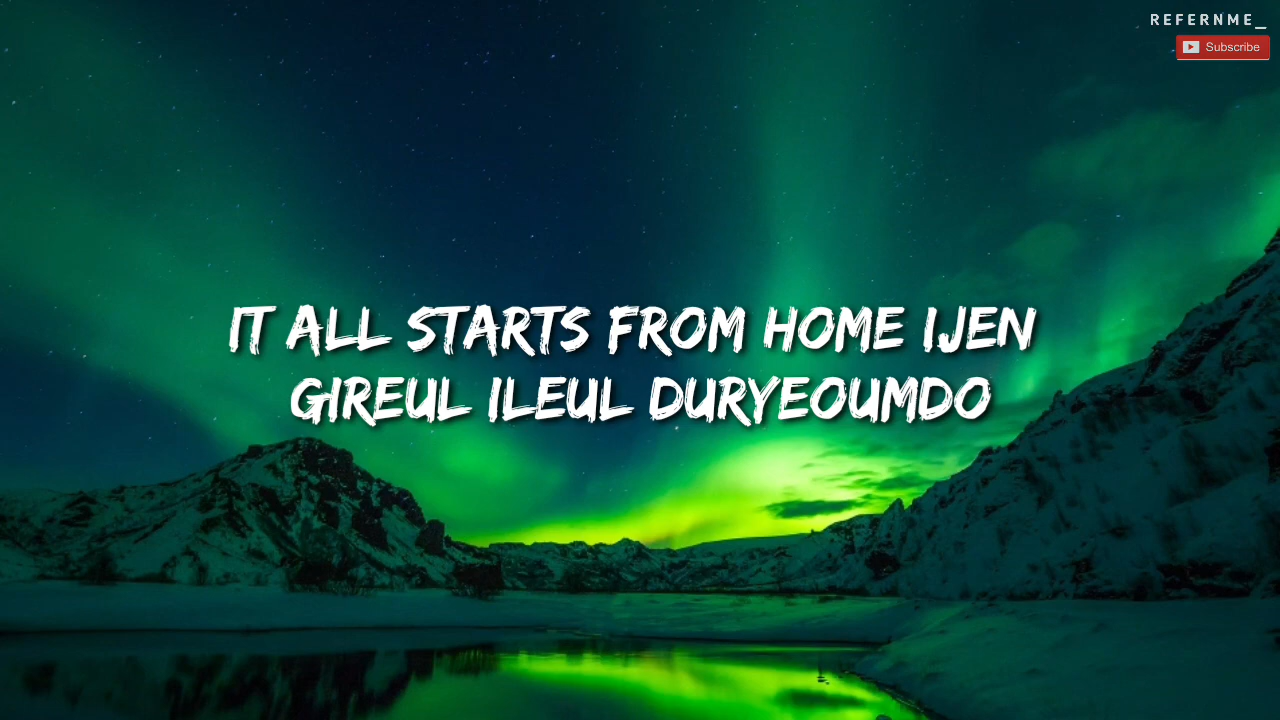 REFERNME_
Subscribe
IT ALL STARTS FROM HOME IJEN
GIREUL ILEUL DURYEOUMDO